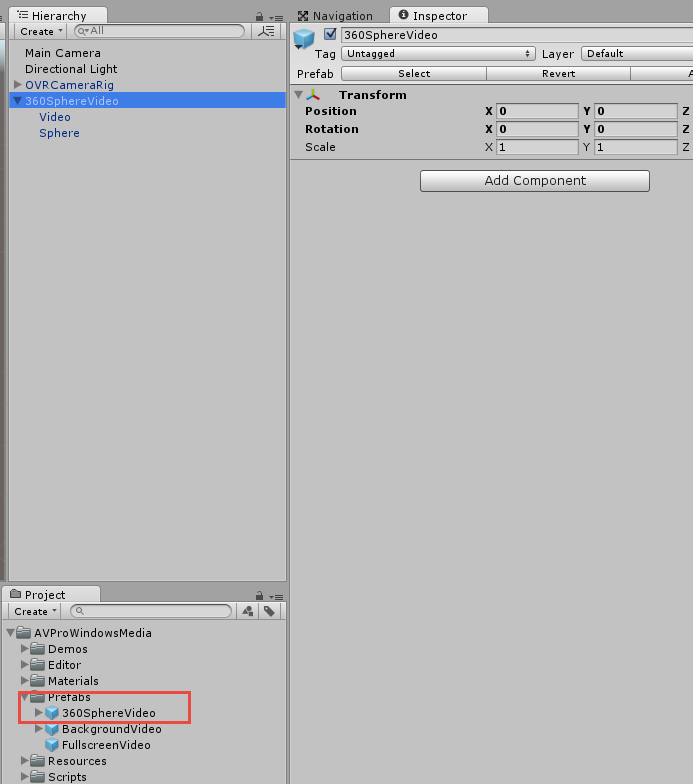 Hierarchy
Create All
Main Camera
Directional Light
OVRCameraRig
360SphereVideo
Video
Sphere
Navigation Inspector
360SphereVideo
Tag Untagged Layer Default
Prefab Select Revert A
Transform
Position X 0 Y 0 Z
Rotation X 0 Y 0 Z
Scale X 1 Y 1 Z
Add Component
Project
Create
AVProWindowsMedia
Demos
Editor
Materials
Prefabs
360SphereVideo
BackgroundVideo
FullscreenVideo
Resources
Scripts